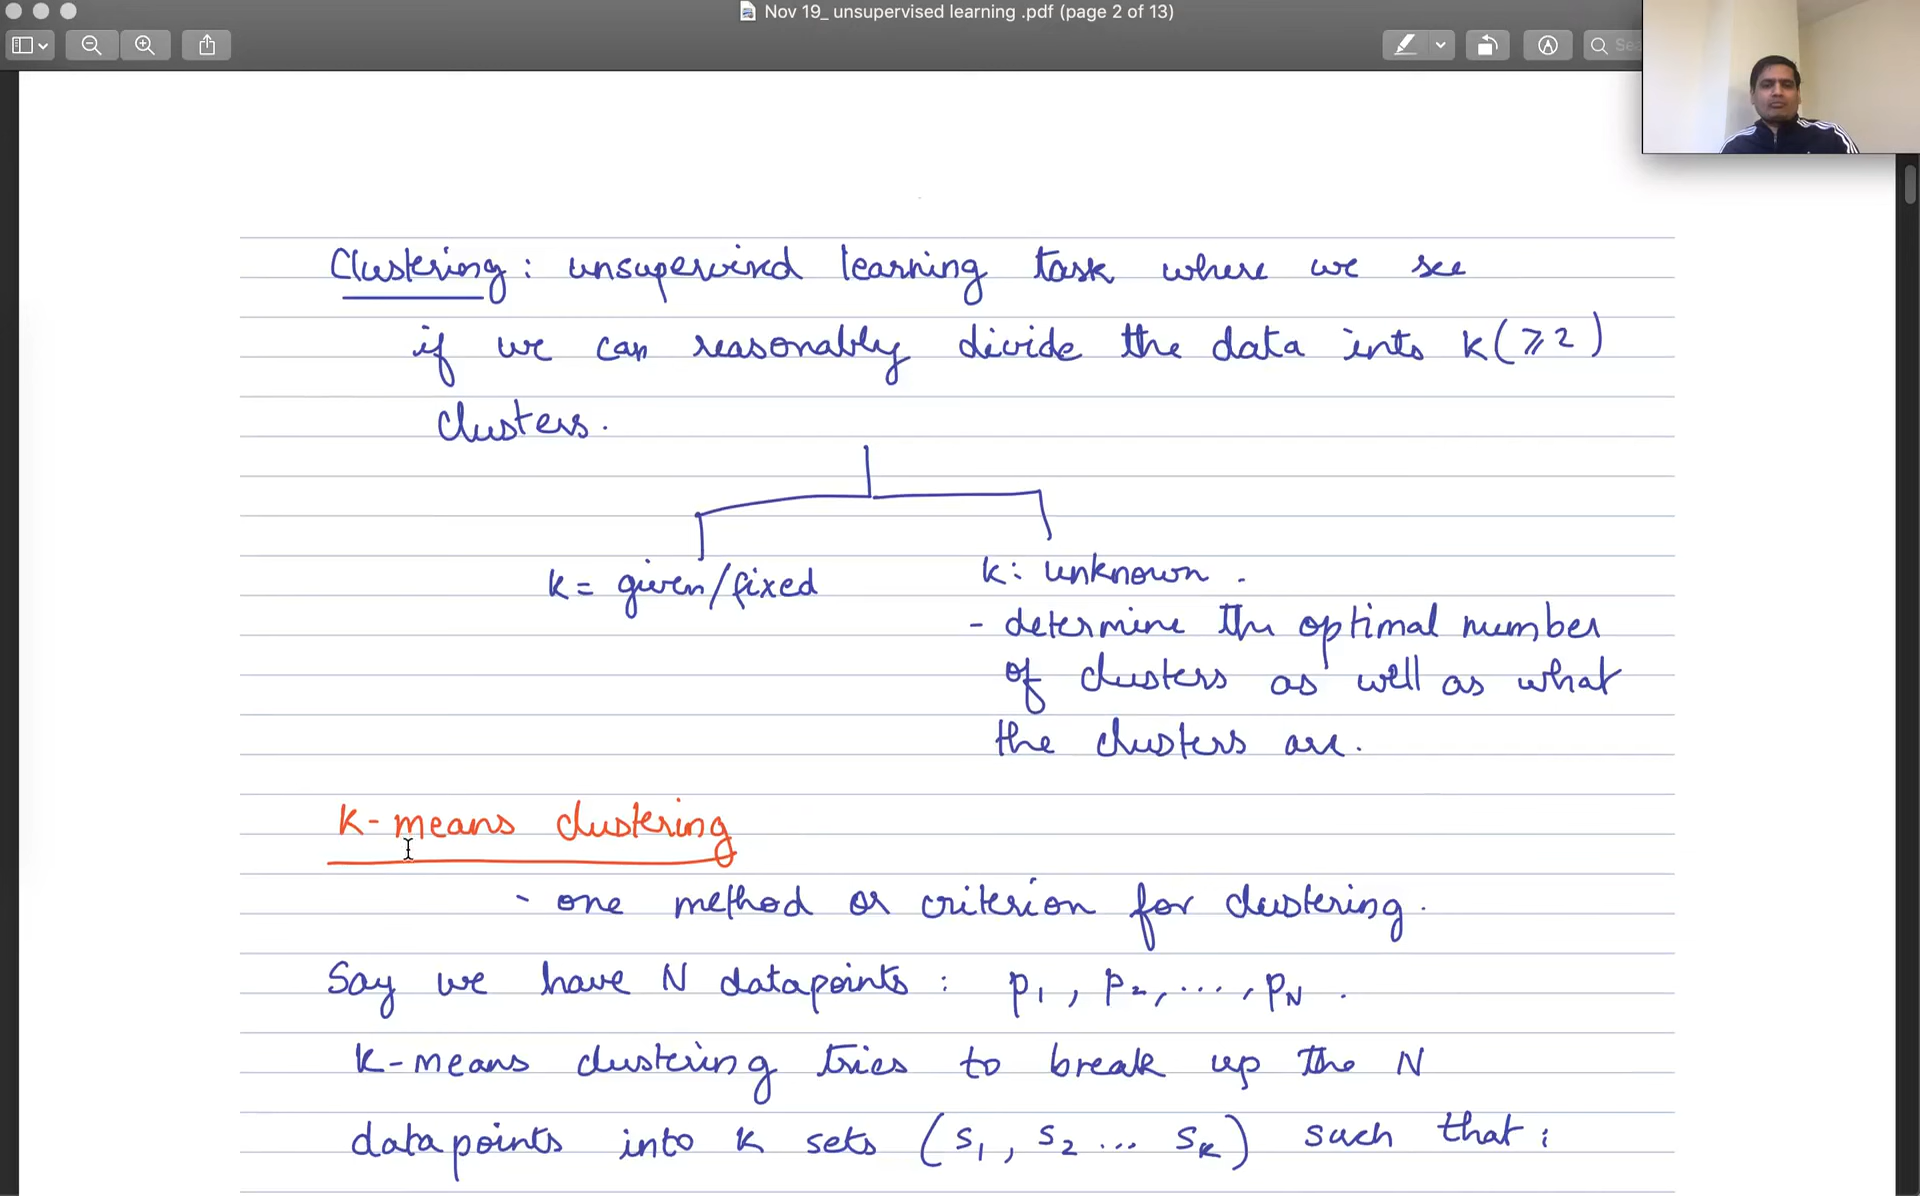 Nov 19_ unsupervised learning .pdf (page 2 of 13)
Clustering: unsupervised learning task where we see
if we can reasonably divide the data into k(≥2)
clusters.
k = given/fixed
k: unknown.
- determine the optimal number
of clusters as well as what
the clusters are.
K-means clustering
- one method or criterion for clustering.
Say we have N datapoints: p1, p2, ..., pN.
K-means clustering tries to break up the N
datapoints into k sets (s1, s2 ... sk) such that: